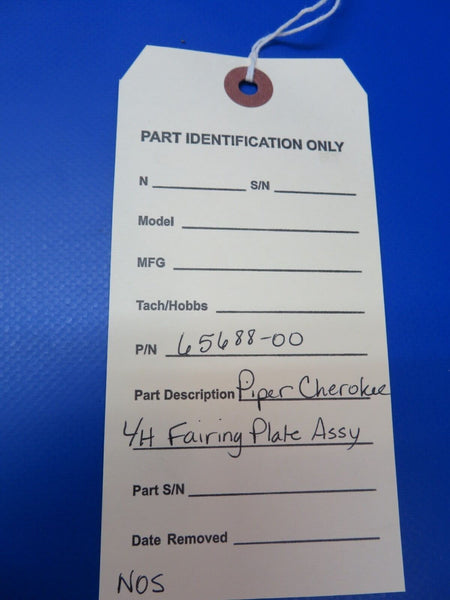 PART IDENTIFICATION ONLY
N S/N
Model
MFG
Tach/Hobbs
P/N 65688-00
Part Description Piper Cherokee
L/H Fairing Plate Assy
Part S/N
Date Removed
NOS